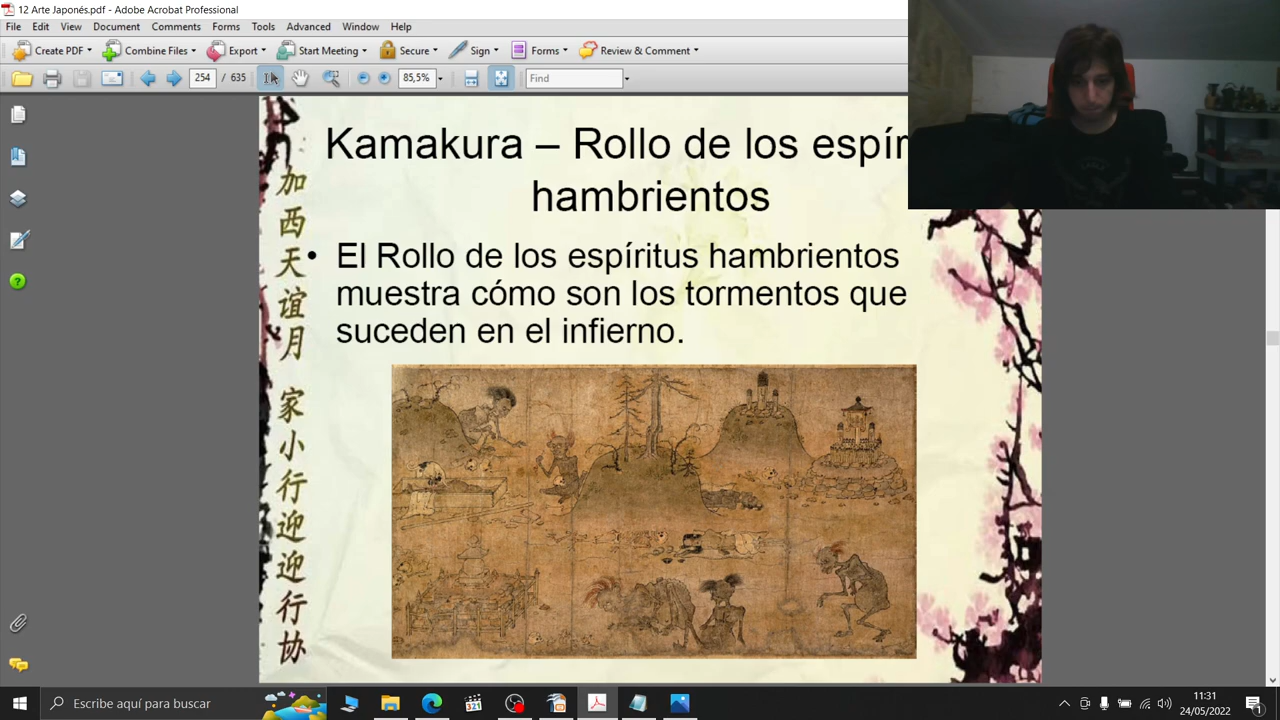 12 Arte Japonés.pdf - Adobe Acrobat Professional
File Edit View Document Comments Forms Tools Advanced Window Help
Create PDF Combine Files Export Start Meeting Secure Sign Forms Review & Comment
254 / 635 85,5% Find
Kamakura – Rollo de los espír
hambrientos
• El Rollo de los espíritus hambrientos
muestra cómo son los tormentos que
suceden en el infierno.
加西天谊月
家小行迎迎行协
Escribe aquí para buscar
11:31
24/05/2022
1